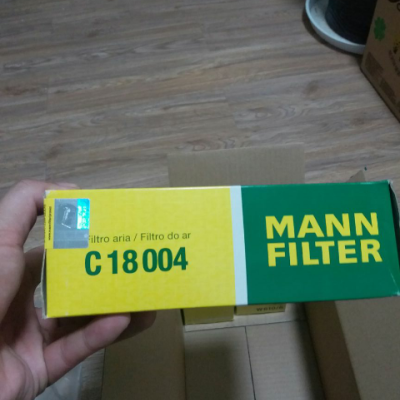 Filtro aria / Filtro do ar
C 18 004
MANN
FILTER